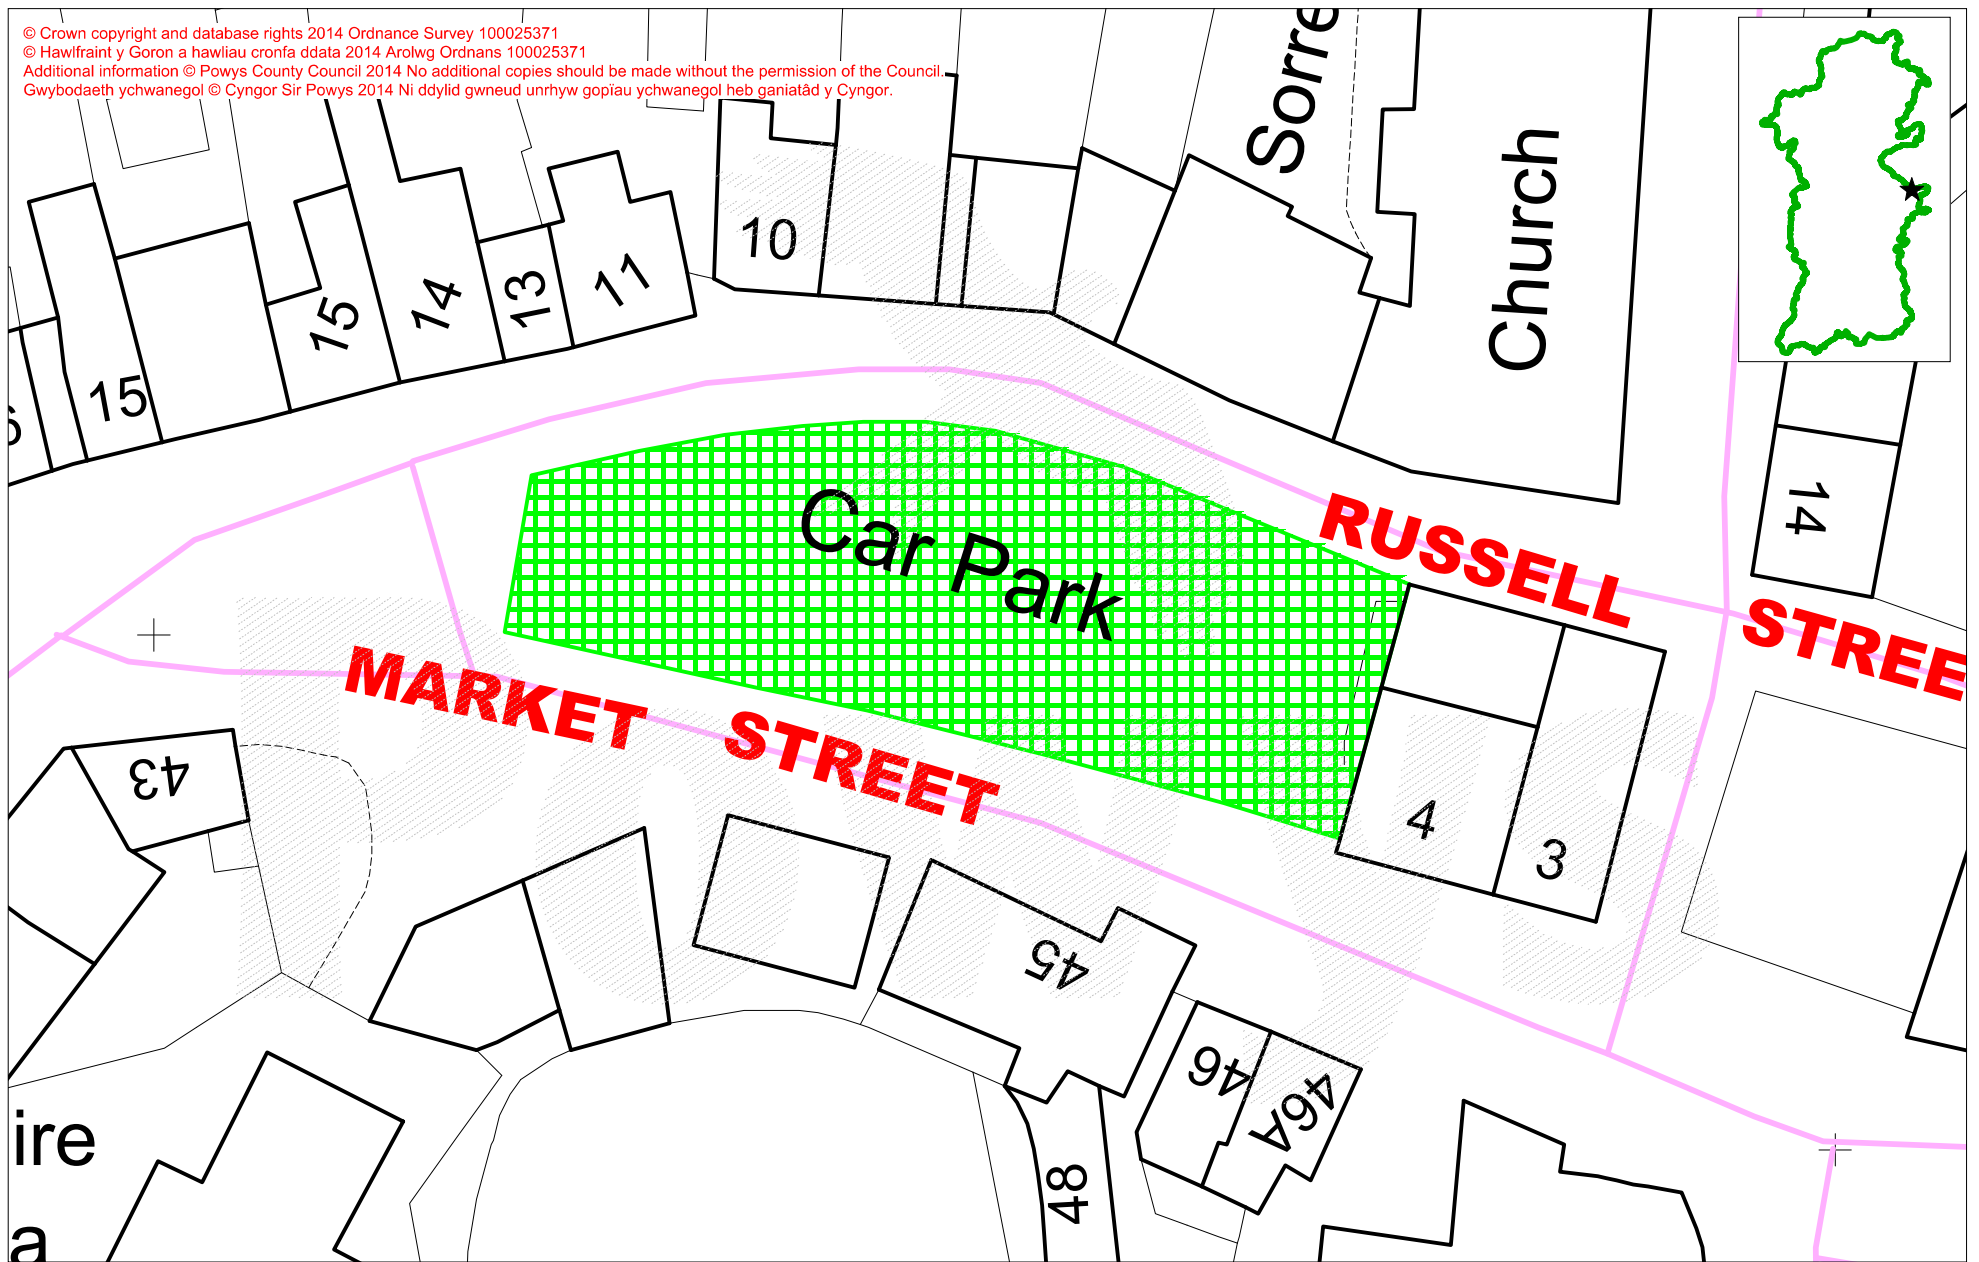 © Crown copyright and database rights 2014 Ordnance Survey 100025371
© Hawlfraint y Goron a hawliau cronfa ddata 2014 Arolwg Ordnans 100025371
Additional information © Powys County Council 2014 No additional copies should be made without the permission of the Council.
Gwybodaeth ychwanegol © Cyngor Sir Powys 2014 Ni ddylid gwneud unrhyw gopïau ychwanegol heb ganiatâd y Cyngor.
Sorre
Church
10
11
13
14
15
15
14
Car Park
RUSSELL STREE
MARKET STREET
43
4
3
45
46
46A
48
ire
a